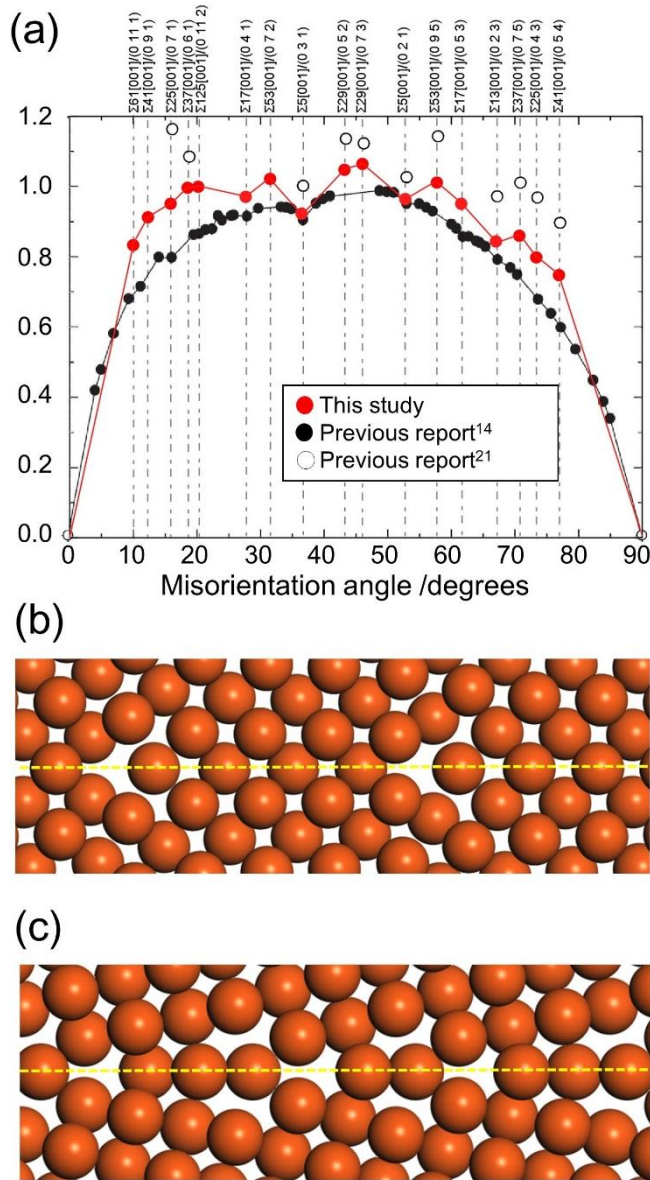 (a)
Σ61[001]/(0 11 1)
Σ41[001]/(0 9 1)
Σ25[001]/(0 7 1)
Σ37[001]/(0 6 1)
Σ125[001]/(0 11 2)
Σ17[001]/(0 4 1)
Σ53[001]/(0 7 2)
Σ5[001]/(0 3 1)
Σ29[001]/(0 5 2)
Σ29[001]/(0 7 3)
Σ5[001]/(0 2 1)
Σ53[001]/(0 9 5)
Σ17[001]/(0 5 3)
Σ13[001]/(0 2 3)
Σ37[001]/(0 7 5)
Σ25[001]/(0 4 3)
Σ41[001]/(0 5 4)
1.2
1.0
0.8
0.6
0.4
0.2
0.0
This study
Previous report¹⁴
Previous report²¹
0 10 20 30 40 50 60 70 80 90
Misorientation angle /degrees
(b)
(c)